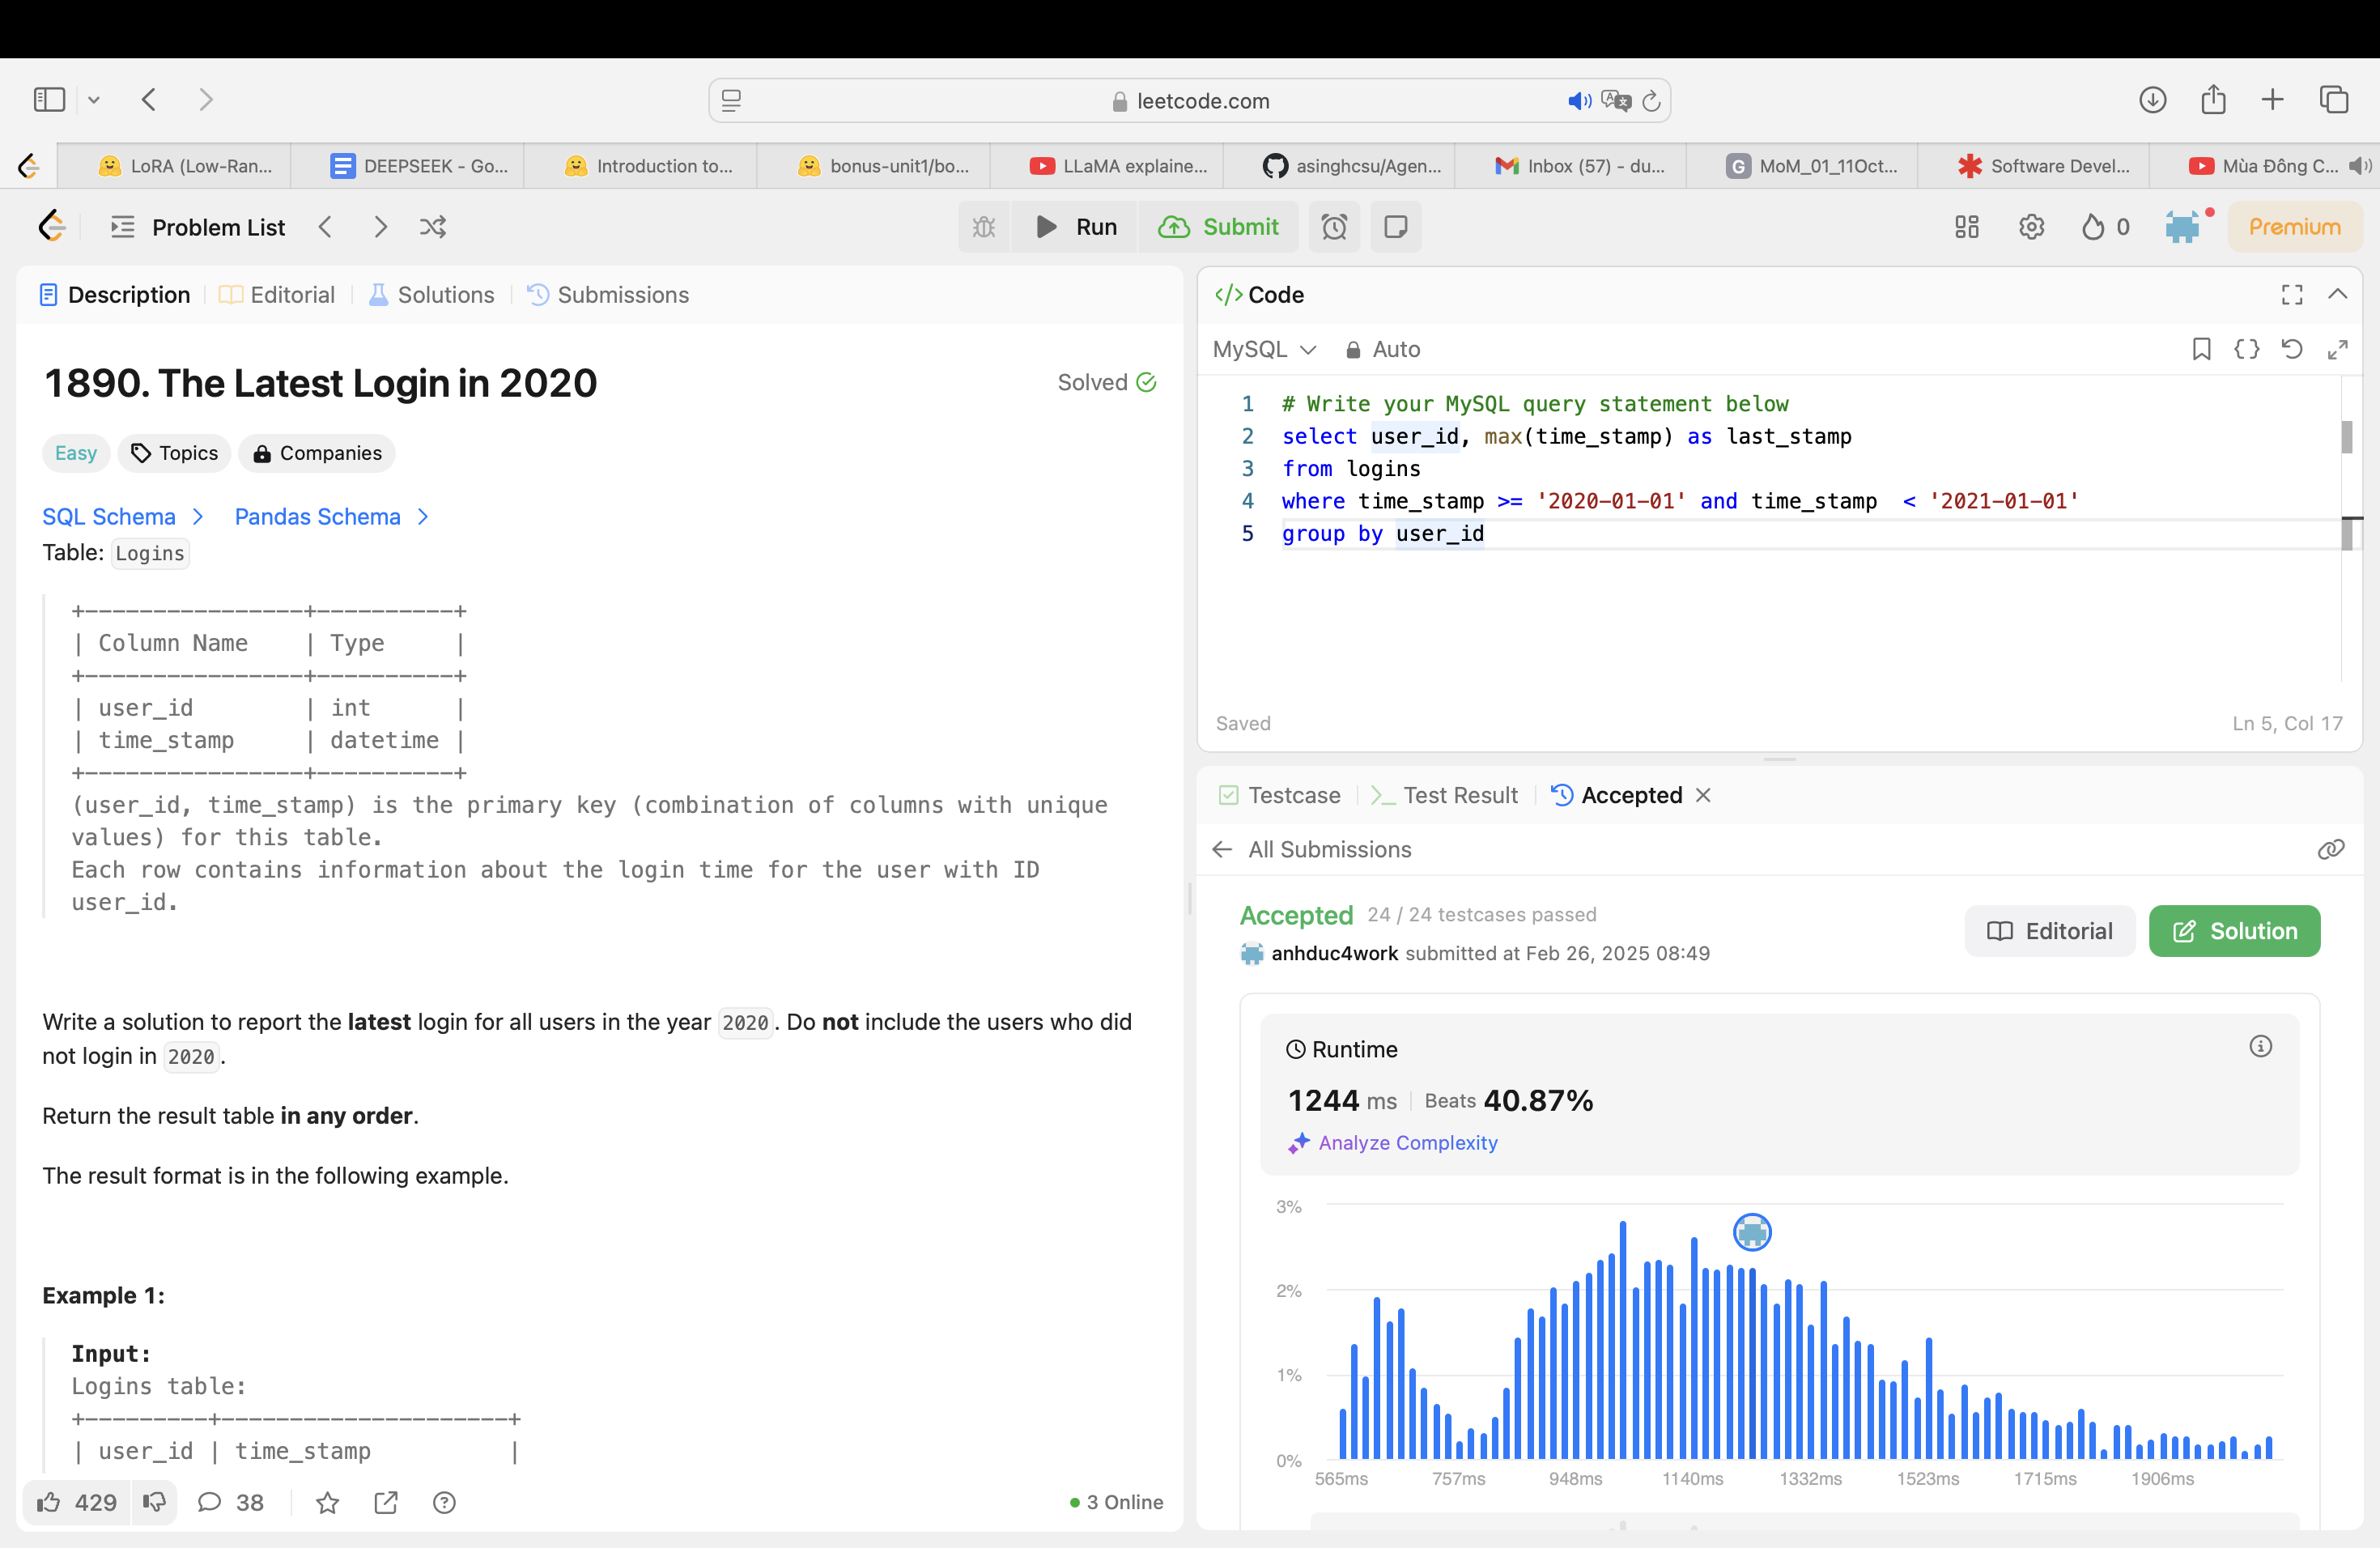 leetcode.com
LoRA (Low-Ran...
DEEPSEEK - Go...
Introduction to...
bonus-unit1/bo...
LLaMA explaine...
asinghcsu/Agen...
Inbox (57) - du...
G MoM_01_11Oct...
Software Devel...
Mùa Đông C...
Problem List
Run
Submit
0
Premium
Description
Editorial
Solutions
Submissions
1890. The Latest Login in 2020
Solved
Easy
Topics
Companies
SQL Schema
Pandas Schema
Table: Logins
+----------------+----------+
| Column Name    | Type     |
+----------------+----------+
| user_id        | int      |
| time_stamp     | datetime |
+----------------+----------+
(user_id, time_stamp) is the primary key (combination of columns with unique
values) for this table.
Each row contains information about the login time for the user with ID
user_id.
Write a solution to report the latest login for all users in the year 2020. Do not include the users who did
not login in 2020.
Return the result table in any order.
The result format is in the following example.
Example 1:
Input:
Logins table:
+---------+---------------------+
| user_id | time_stamp          |
429
38
3 Online
</> Code
MySQL
Auto
1 # Write your MySQL query statement below
2 select user_id, max(time_stamp) as last_stamp
3 from logins
4 where time_stamp >= '2020-01-01' and time_stamp  < '2021-01-01'
5 group by user_id
Saved
Ln 5, Col 17
Testcase
Test Result
Accepted
All Submissions
Accepted 24 / 24 testcases passed
anhduc4work submitted at Feb 26, 2025 08:49
Editorial
Solution
Runtime
1244 ms
Beats 40.87%
Analyze Complexity
3%
2%
1%
0%
565ms
757ms
948ms
1140ms
1332ms
1523ms
1715ms
1906ms